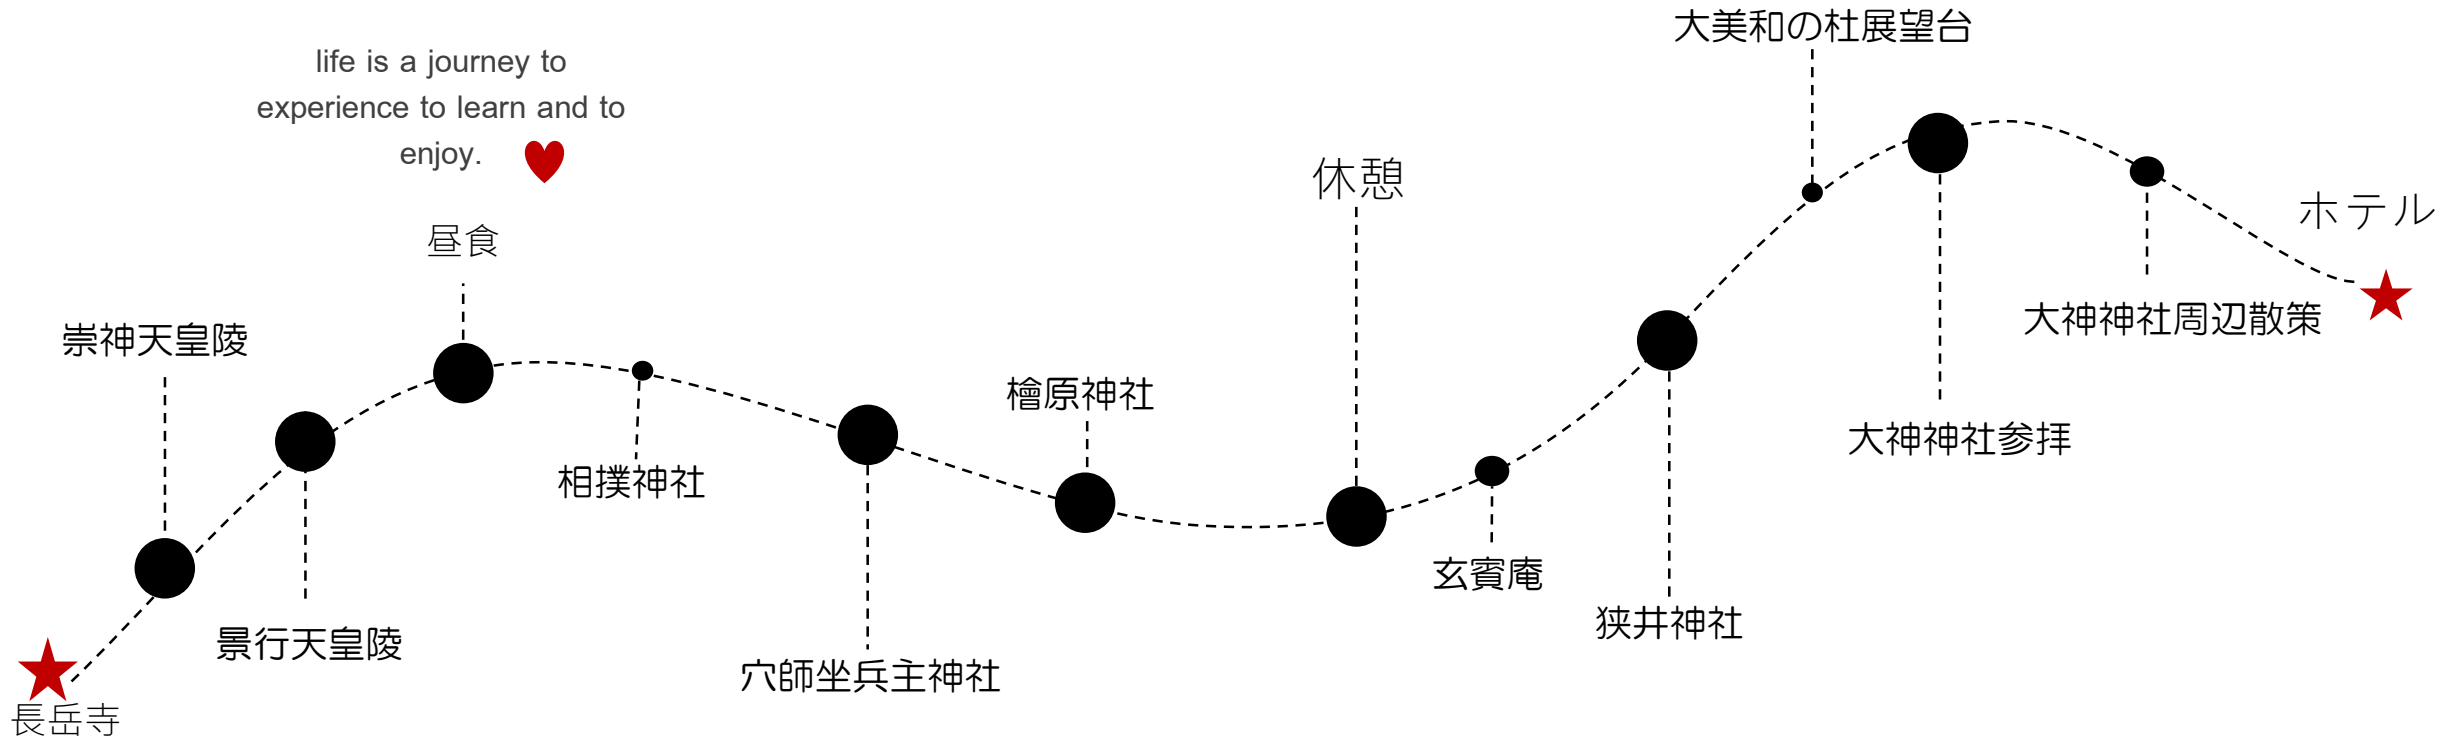 life is a journey to
experience to learn and to
enjoy.
長岳寺
崇神天皇陵
景行天皇陵
昼食
相撲神社
穴師坐兵主神社
檜原神社
休憩
玄賓庵
狭井神社
大美和の杜展望台
大神神社参拝
大神神社周辺散策
ホテル